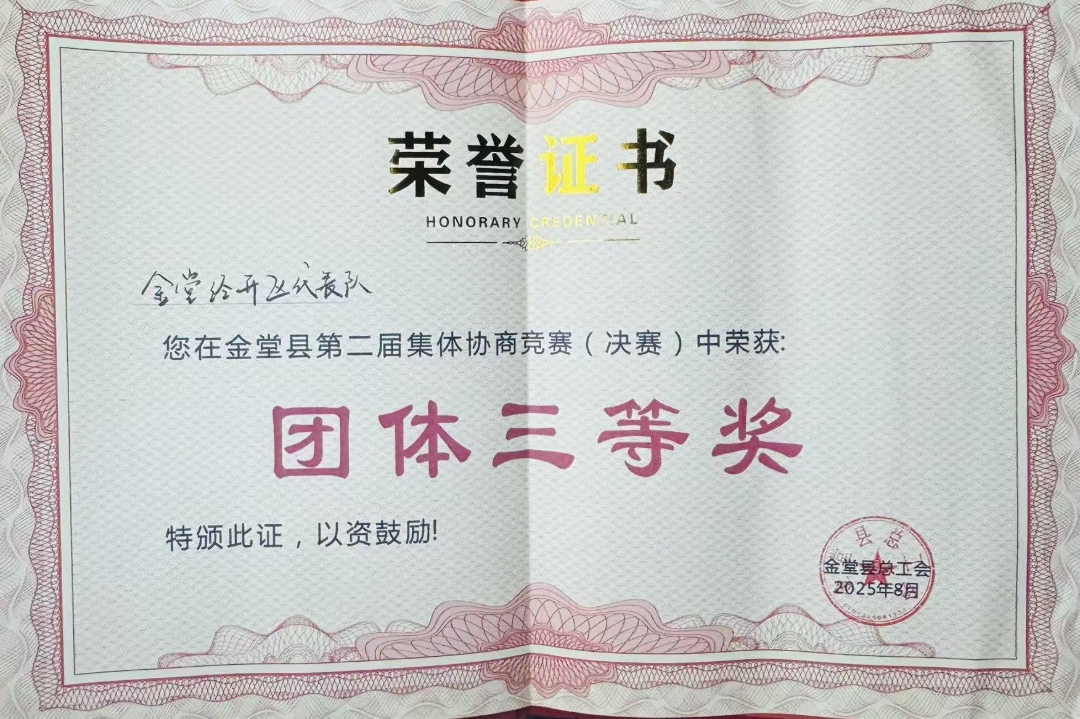 荣誉证书
HONORARY CREDENTIAL
金堂经开区代表队
您在金堂县第二届集体协商竞赛（决赛）中荣获:
团体三等奖
特颁此证，以资鼓励!
金堂县总工会
2025年8月